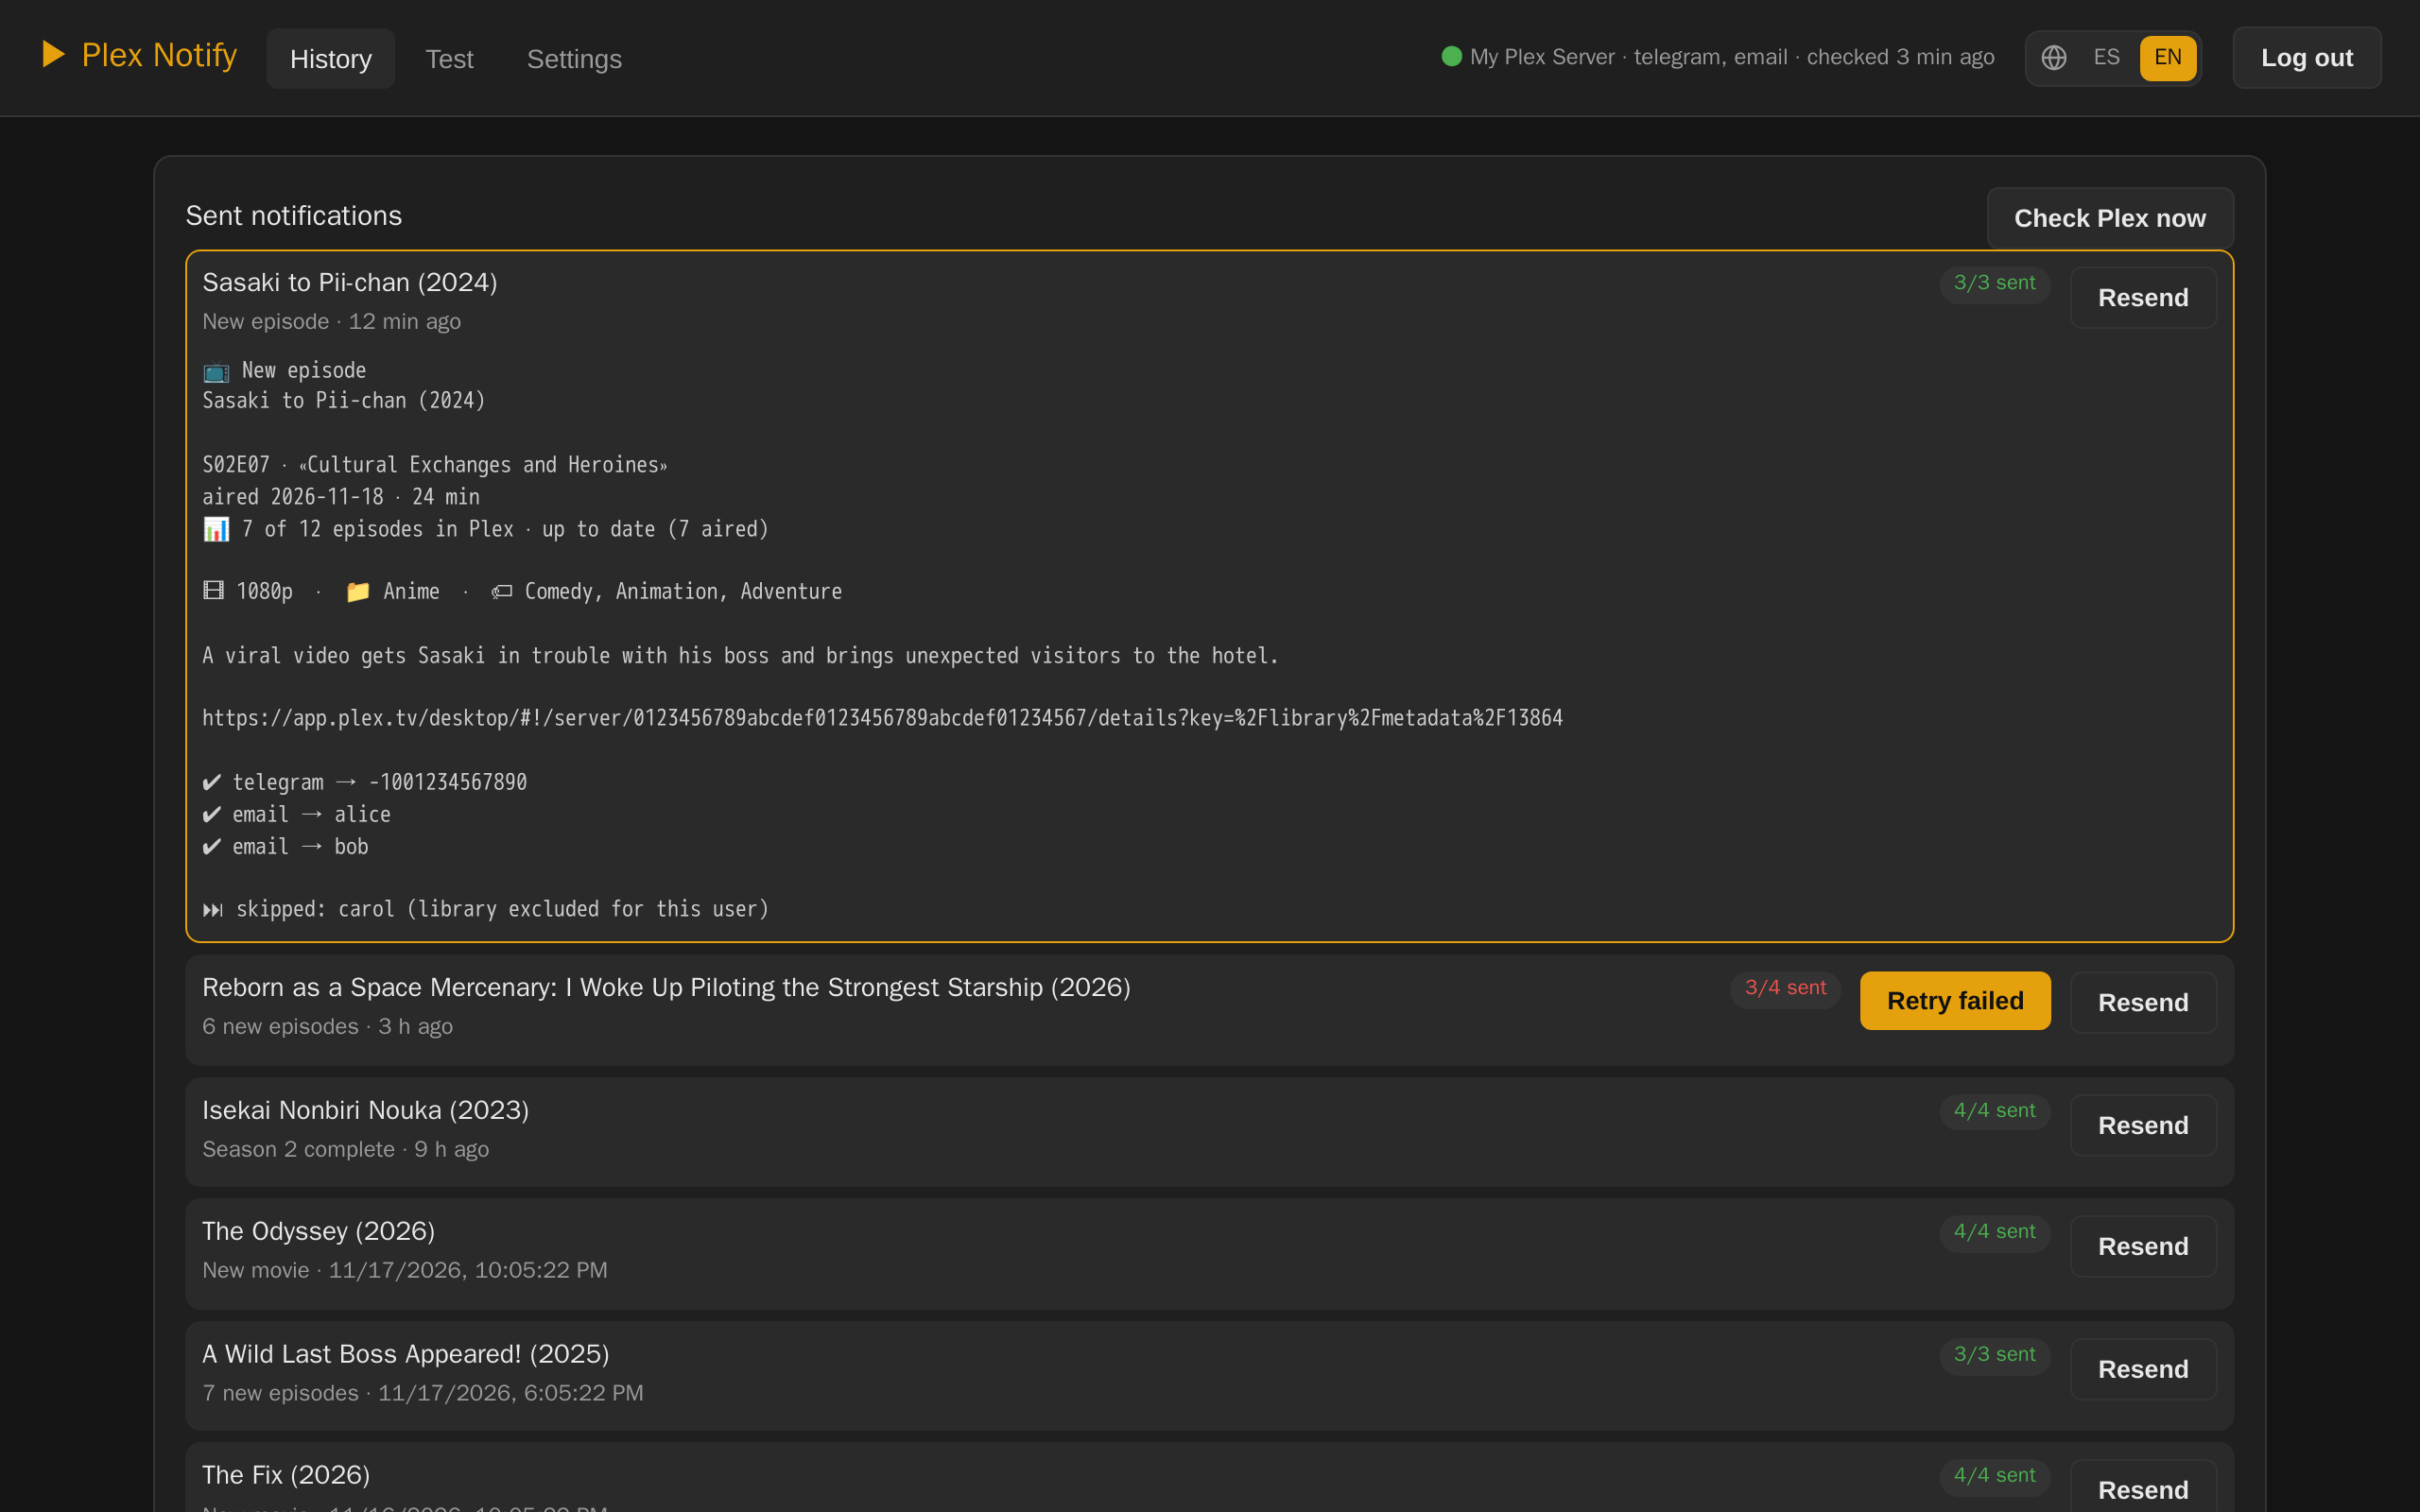 Plex Notify
History
Test
Settings
My Plex Server · telegram, email · checked 3 min ago
ES
EN
Log out
Sent notifications
Check Plex now
Sasaki to Pii-chan (2024)
3/3 sent
Resend
New episode · 12 min ago
📺 New episode
Sasaki to Pii-chan (2024)
S02E07 · «Cultural Exchanges and Heroines»
aired 2026-11-18 · 24 min
📊 7 of 12 episodes in Plex · up to date (7 aired)
🎞 1080p · 📁 Anime · 🏷 Comedy, Animation, Adventure
A viral video gets Sasaki in trouble with his boss and brings unexpected visitors to the hotel.
https://app.plex.tv/desktop/#!/server/0123456789abcdef0123456789abcdef01234567/details?key=%2Flibrary%2Fmetadata%2F13864
✔ telegram → -1001234567890
✔ email → alice
✔ email → bob
⏭ skipped: carol (library excluded for this user)
Reborn as a Space Mercenary: I Woke Up Piloting the Strongest Starship (2026)
3/4 sent
Retry failed
Resend
6 new episodes · 3 h ago
Isekai Nonbiri Nouka (2023)
4/4 sent
Resend
Season 2 complete · 9 h ago
The Odyssey (2026)
4/4 sent
Resend
New movie · 11/17/2026, 10:05:22 PM
A Wild Last Boss Appeared! (2025)
3/3 sent
Resend
7 new episodes · 11/17/2026, 6:05:22 PM
The Fix (2026)
4/4 sent
Resend